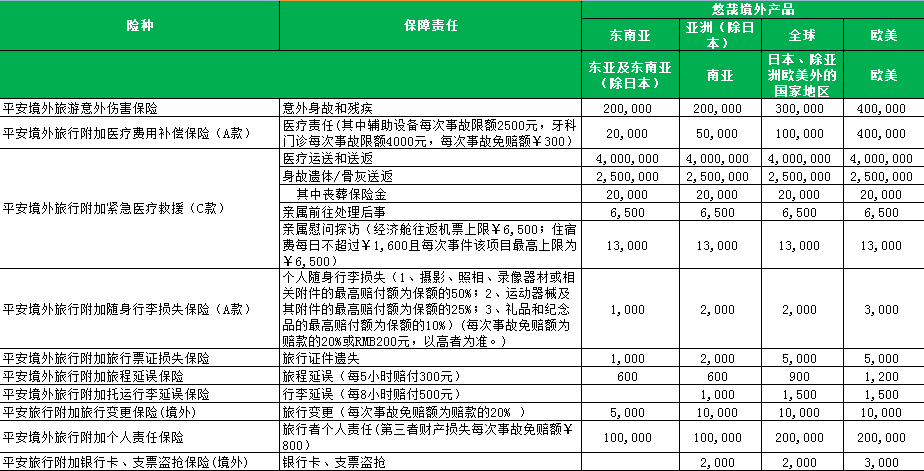 险种
保障责任
悠哉境外产品
东南亚
亚洲（除日
本）
全球
欧美
东亚及东南亚
（除日本）
南亚
日本、除亚
洲欧美外的
国家地区
欧美
平安境外旅游意外伤害保险
意外身故和残疾
200,000
200,000
300,000
400,000
平安境外旅行附加医疗费用补偿保险（A款）
医疗责任(其中辅助设备每次事故限额2500元，牙科
门诊每次事故限额4000元，每次事故免赔额￥300）
20,000
50,000
100,000
400,000
平安境外旅行附加紧急医疗救援（C款）
医疗运送和送返
4,000,000
4,000,000
4,000,000
4,000,000
身故遗体/骨灰送返
2,500,000
2,500,000
2,500,000
2,500,000
其中丧葬保险金
20,000
20,000
20,000
20,000
亲属前往处理后事
6,500
6,500
6,500
6,500
亲属慰问探访（经济舱往返机票上限￥6,500；住宿
费每日不超过￥1,600且每次事件该项目最高上限为
￥6,500）
13,000
13,000
13,000
13,000
平安境外旅行附加随身行李损失保险（A款）
个人随身行李损失（1、摄影、照相、录像器材或相
关附件的最高赔付额为保额的50%；2、运动器械及
其附件的最高赔付额为保额的25%；3、礼品和纪念
品的最高赔付额为保额的10%）(每次事故免赔额为
赔款的20%或RMB200元，以高者为准。)
1,000
2,000
2,000
3,000
平安境外旅行附加旅行票证损失保险
旅行证件遗失
1,000
2,000
5,000
5,000
平安境外旅行附加旅程延误保险
旅程延误（每5小时赔付300元）
600
600
900
1,200
平安境外旅行附加托运行李延误保险
行李延误（每8小时赔付500元）
1,000
1,500
1,500
平安旅行附加旅行变更保险(境外)
旅行变更（每次事故免赔额为赔款的20% ）
5,000
10,000
10,000
10,000
平安境外旅行附加个人责任保险
旅行者个人责任(第三者财产损失每次事故免赔额￥
800）
100,000
100,000
200,000
200,000
平安旅行附加银行卡、支票盗抢保险(境外)
银行卡、支票盗抢
2,000
2,000
3,000